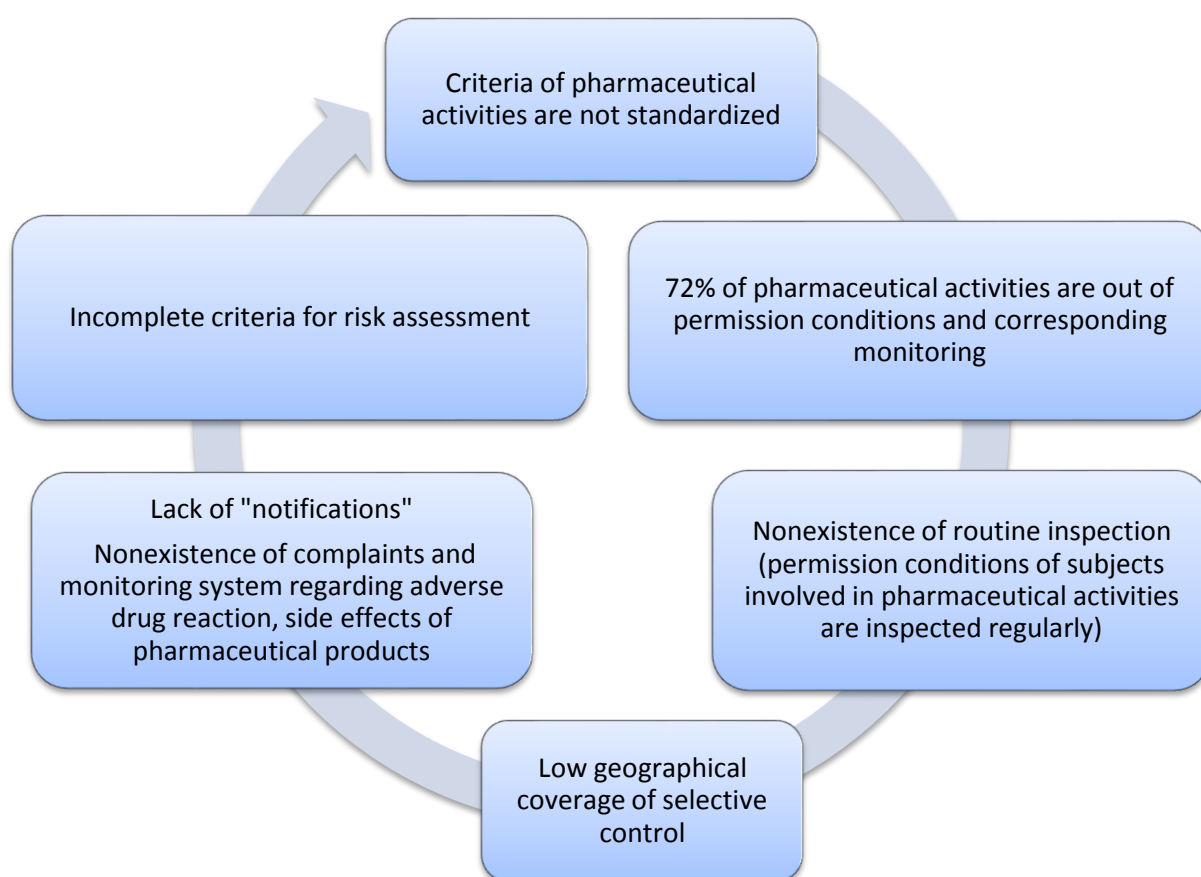 Criteria of pharmaceutical
activities are not standardized
72% of pharmaceutical activities are out of
permission conditions and corresponding
monitoring
Nonexistence of routine inspection
(permission conditions of subjects
involved in pharmaceutical activities
are inspected regularly)
Low geographical
coverage of selective
control
Lack of "notifications"
Nonexistence of complaints and
monitoring system regarding adverse
drug reaction, side effects of
pharmaceutical products
Incomplete criteria for risk assessment